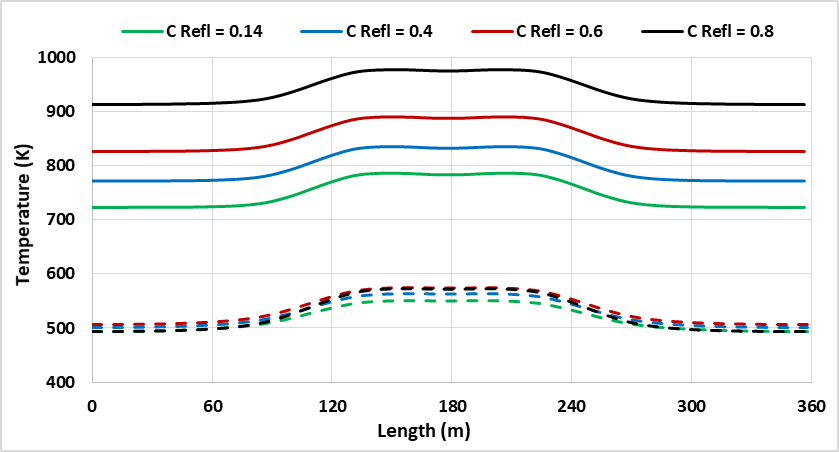 C Refl = 0.14 C Refl = 0.4 C Refl = 0.6 C Refl = 0.8
1000
900
800
700
600
500
400
Temperature (K)
0 60 120 180 240 300 360
Length (m)